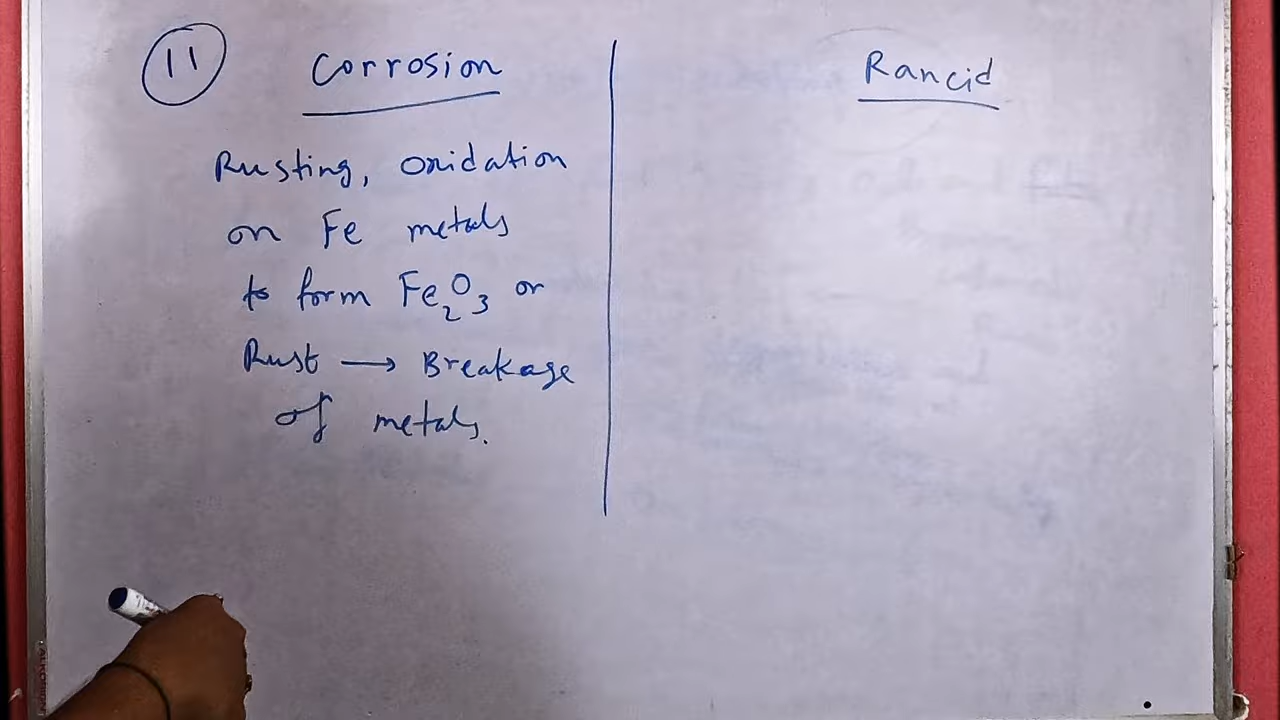 11
Corrosion
Rusting, oxidation
on Fe metals
to form Fe₂O₃ or
Rust → Breakage
of metals.
Rancid